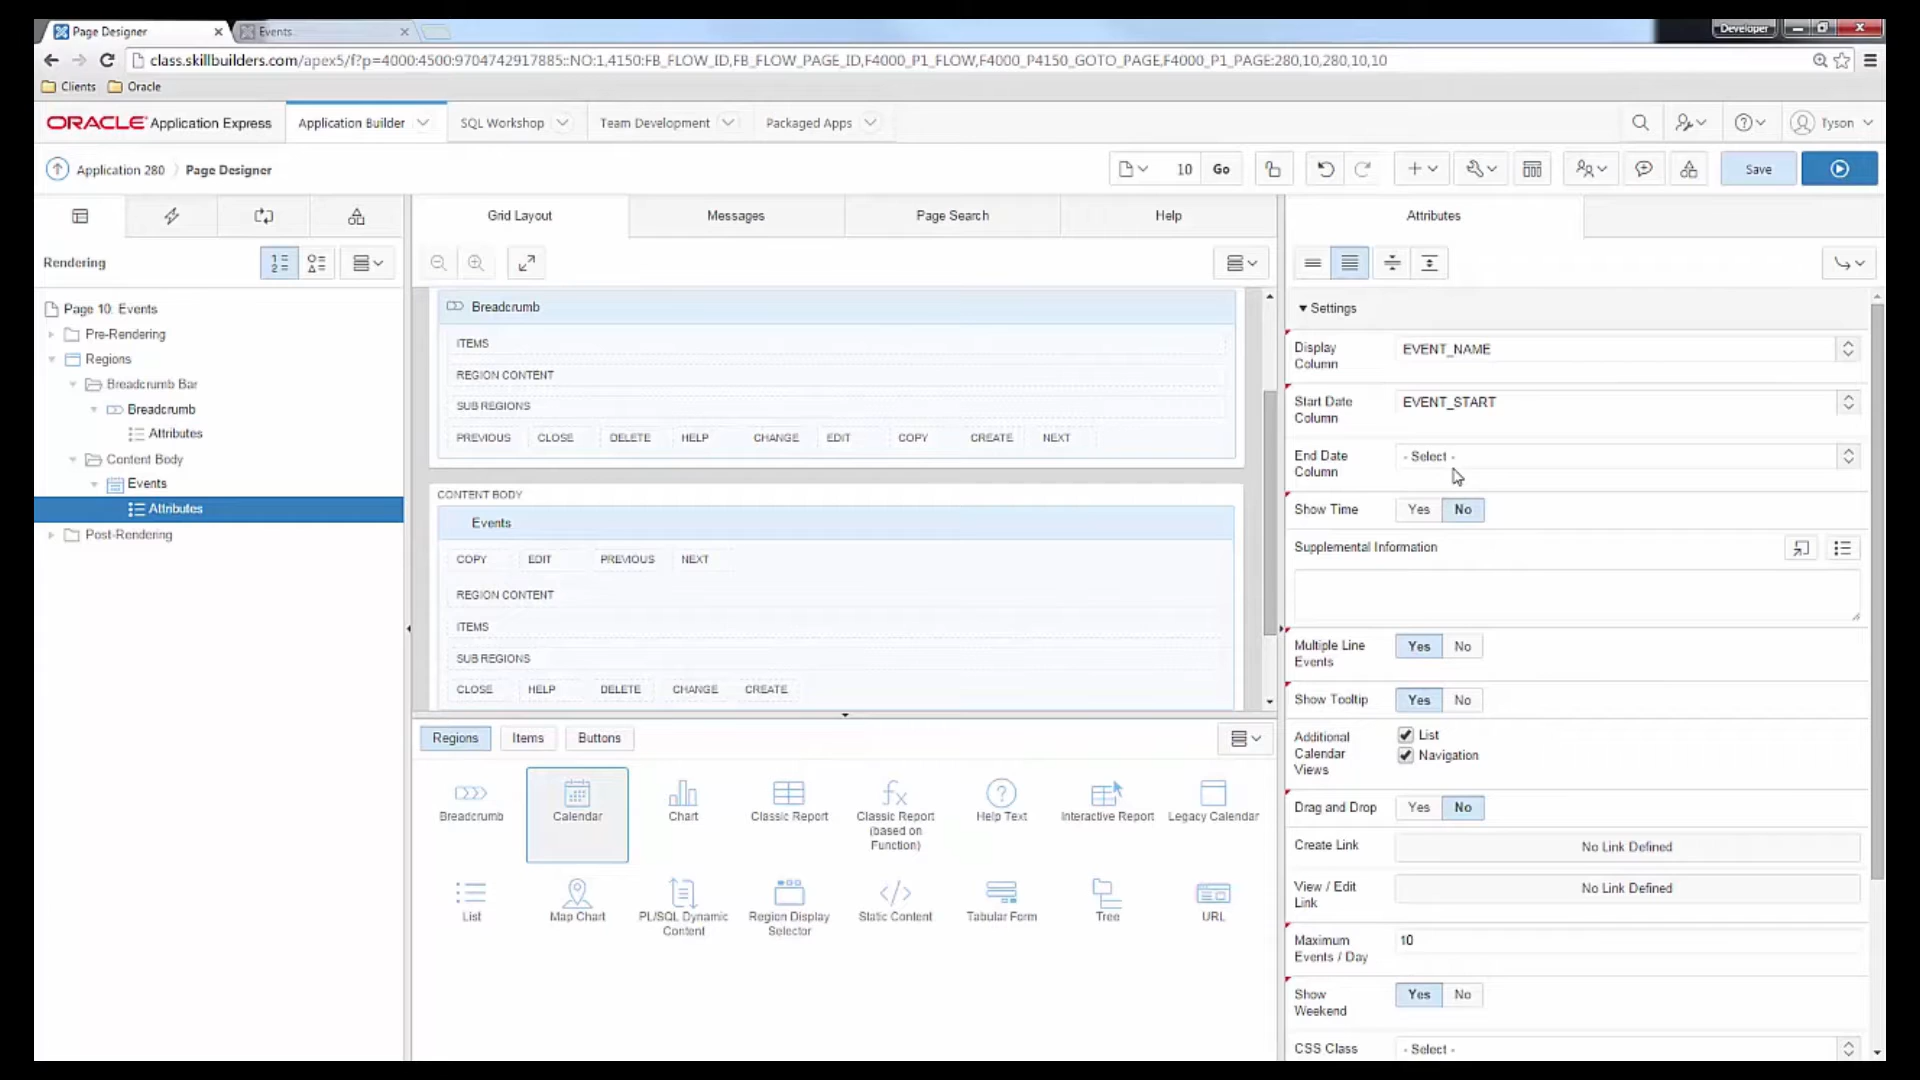 Page Designer
Events
Developer
class.skillbuilders.com/apex5/f?p=4000:4500:9704742917885::NO:1,4150:FB_FLOW_ID,FB_FLOW_PAGE_ID,F4000_P1_FLOW,F4000_P4150_GOTO_PAGE,F4000_P1_PAGE:280,10,280,10,10
Clients Oracle
ORACLE Application Express
Application Builder
SQL Workshop
Team Development
Packaged Apps
Tyson
Application 280
Page Designer
10
Go
Save
Rendering
Page 10: Events
Pre-Rendering
Regions
Breadcrumb Bar
Breadcrumb
Attributes
Content Body
Events
Attributes
Post-Rendering
Grid Layout
Messages
Page Search
Help
Breadcrumb
ITEMS
REGION CONTENT
SUB REGIONS
PREVIOUS CLOSE DELETE HELP CHANGE EDIT COPY CREATE NEXT
CONTENT BODY
Events
COPY EDIT PREVIOUS NEXT
REGION CONTENT
ITEMS
SUB REGIONS
CLOSE HELP DELETE CHANGE CREATE
Regions Items Buttons
Breadcrumb
Calendar
Chart
Classic Report
Classic Report
(based on
Function)
Help Text
Interactive Report
Legacy Calendar
List
Map Chart
PL/SQL Dynamic
Content
Region Display
Selector
Static Content
Tabular Form
Tree
URL
Attributes
Settings
Display
Column
EVENT_NAME
Start Date
Column
EVENT_START
End Date
Column
- Select -
Show Time
Yes No
Supplemental Information
Multiple Line
Events
Yes No
Show Tooltip
Yes No
Additional
Calendar
Views
List
Navigation
Drag and Drop
Yes No
Create Link
No Link Defined
View / Edit
Link
No Link Defined
Maximum
Events / Day
10
Show
Weekend
Yes No
CSS Class
- Select -